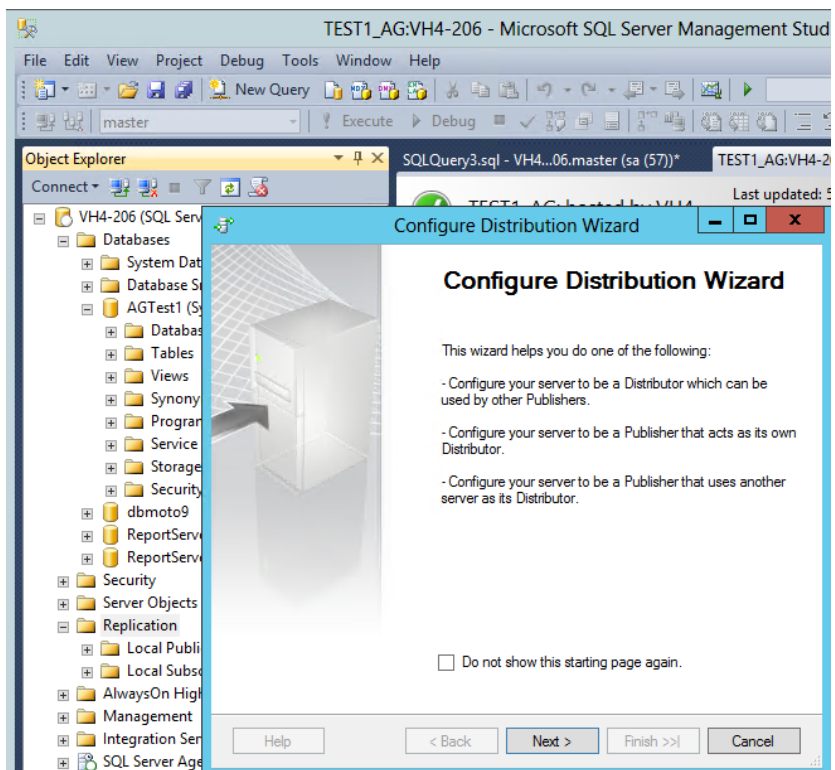 TEST1_AG:VH4-206 - Microsoft SQL Server Management Stud
File Edit View Project Debug Tools Window Help
New Query
master
Execute
Debug
Object Explorer
SQLQuery3.sql - VH4...06.master (sa (57))*
TEST1_AG:VH4-2
Connect
Last updated: 5
TEST1_AG: hosted by VH4
VH4-206 (SQL Serv
Databases
System Dat
Database S
AGTest1 (S
Databas
Tables
Views
Synony
Program
Service
Storage
Security
dbmoto9
ReportServ
ReportServ
Security
Server Objects
Replication
Local Publi
Local Subsc
AlwaysOn High
Management
Integration Ser
SQL Server Age
Configure Distribution Wizard
Configure Distribution Wizard
This wizard helps you do one of the following:
- Configure your server to be a Distributor which can be
used by other Publishers.
- Configure your server to be a Publisher that acts as its own
Distributor.
- Configure your server to be a Publisher that uses another
server as its Distributor.
Do not show this starting page again.
Help
< Back
Next >
Finish >>|
Cancel